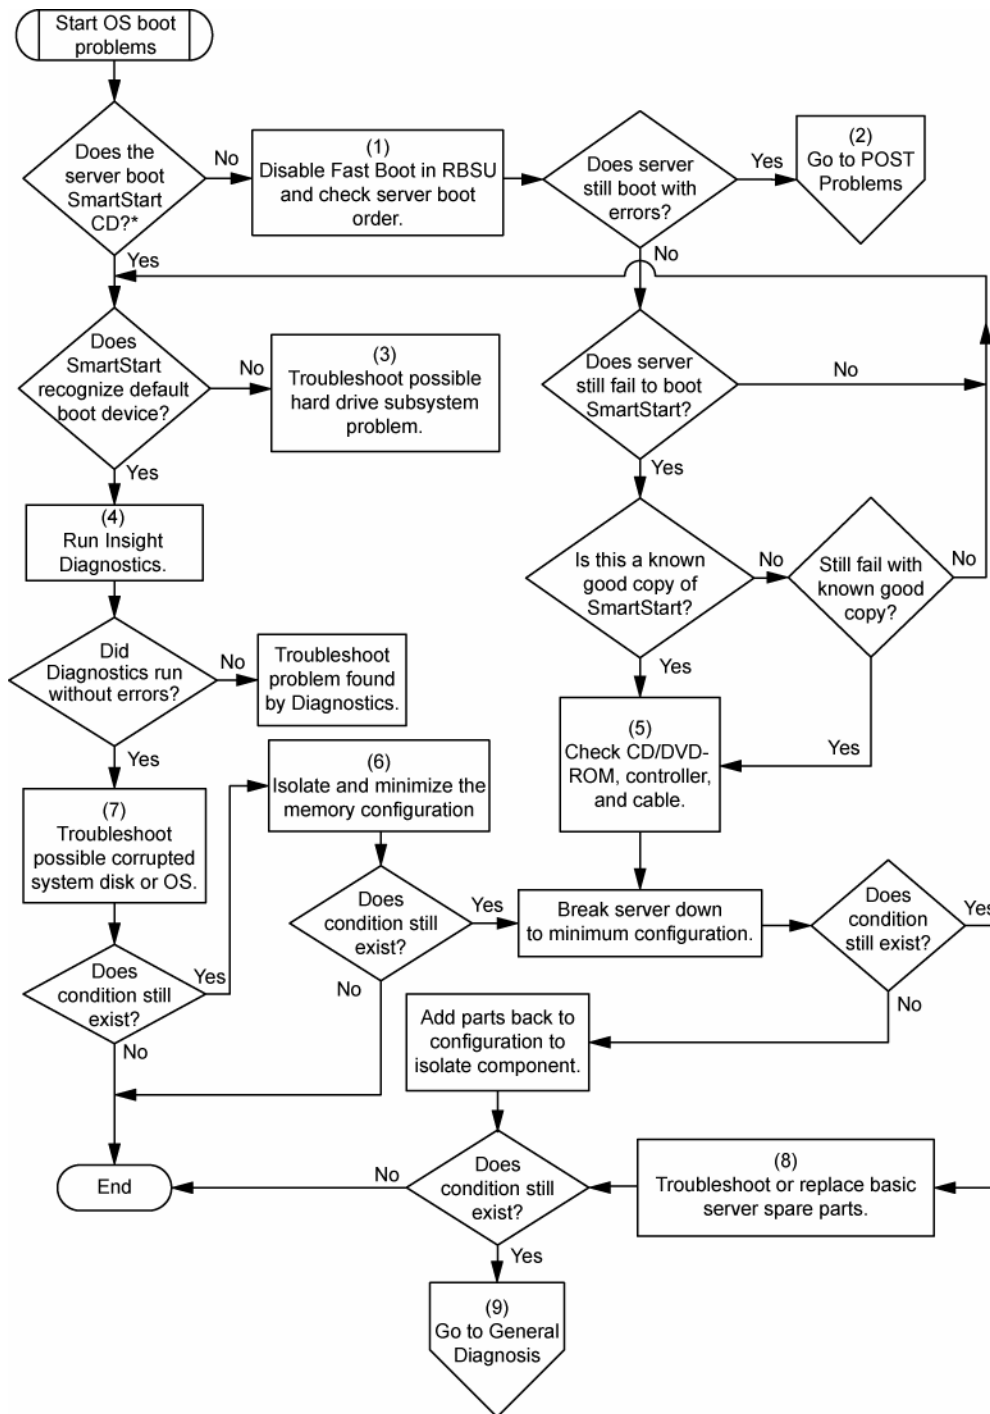 Start OS boot
problems
Does the
server boot
SmartStart
CD?*
No
(1)
Disable Fast Boot in RBSU
and check server boot
order.
Does server
still boot with
errors?
Yes
(2)
Go to POST
Problems
Yes
No
Does
SmartStart
recognize default
boot device?
No
(3)
Troubleshoot possible
hard drive subsystem
problem.
Does server
still fail to boot
SmartStart?
No
Yes
Yes
(4)
Run Insight
Diagnostics.
Is this a known
good copy of
SmartStart?
No
Still fail with
known good
copy?
No
Did
Diagnostics run
without errors?
No
Troubleshoot
problem found
by Diagnostics.
Yes
Yes
Yes
(5)
Check CD/DVD-
ROM, controller,
and cable.
(6)
Isolate and minimize the
memory configuration
(7)
Troubleshoot
possible corrupted
system disk or OS.
Does
condition still
exist?
Yes
Break server down
to minimum configuration.
Does
condition
still exist?
Yes
Does
condition still
exist?
Yes
No
No
No
Add parts back to
configuration to
isolate component.
End
No
Does
condition still
exist?
(8)
Troubleshoot or replace basic
server spare parts.
Yes
(9)
Go to General
Diagnosis